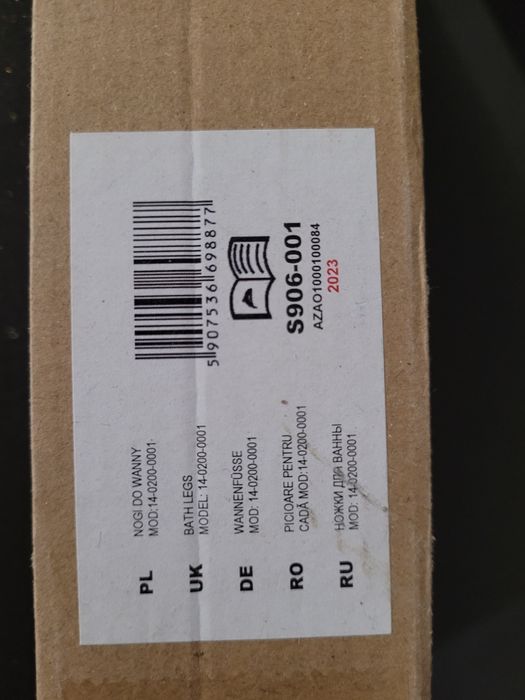 PL NOGI DO WANNY
MOD:14-0200-0001
UK BATH LEGS
MODEL: 14-0200-0001
DE WANNENFÜSSE
MOD: 14-0200-0001
RO PICIOARE PENTRU
CADĂ MOD:14-0200-0001
RU НОЖКИ ДЛЯ ВАННЫ
MOD: 14-0200-0001
5 907536 698877
S906-001
AZAO1000100084
2023